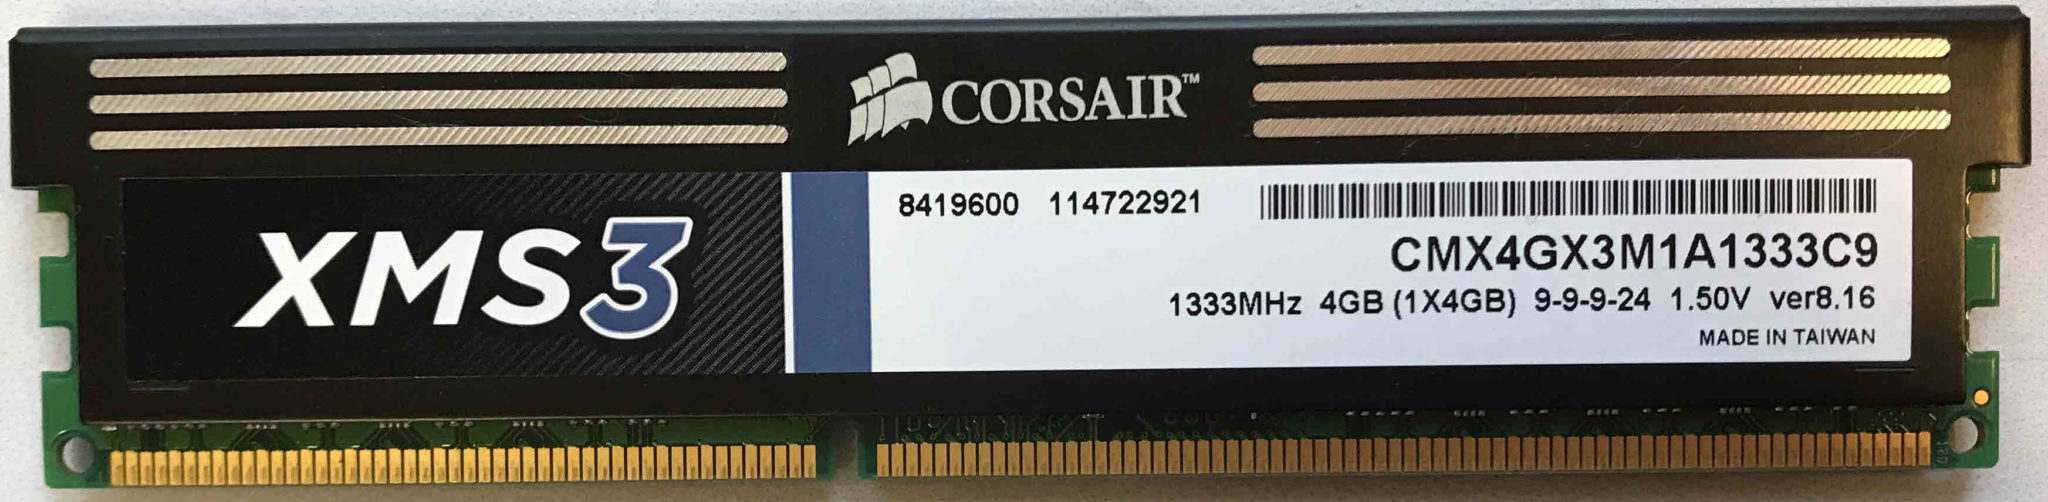 CORSAIR™
XMS3
8419600 114722921
CMX4GX3M1A1333C9
1333MHz 4GB (1X4GB) 9-9-9-24 1.50V ver8.16
MADE IN TAIWAN